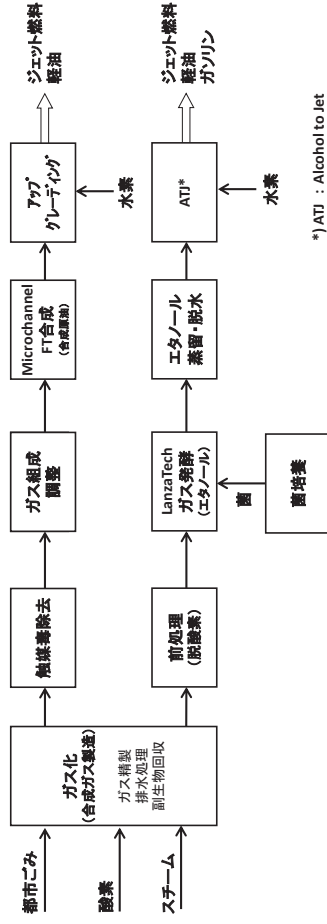 都市ごみ
酸素
スチーム
ガス化
(合成ガス製造)
ガス精製
排水処理
副生物回収
触媒毒除去
ガス組成
調整
Microchannel
FT合成
(合成原油)
アップ
グレーディング
水素
ジェット燃料
軽油
前処理
(脱酸素)
LanzaTech
ガス発酵
(エタノール)
菌
菌培養
エタノール
蒸留・脱水
ATJ*
水素
ジェット燃料
軽油
ガソリン
*) ATJ : Alcohol to Jet